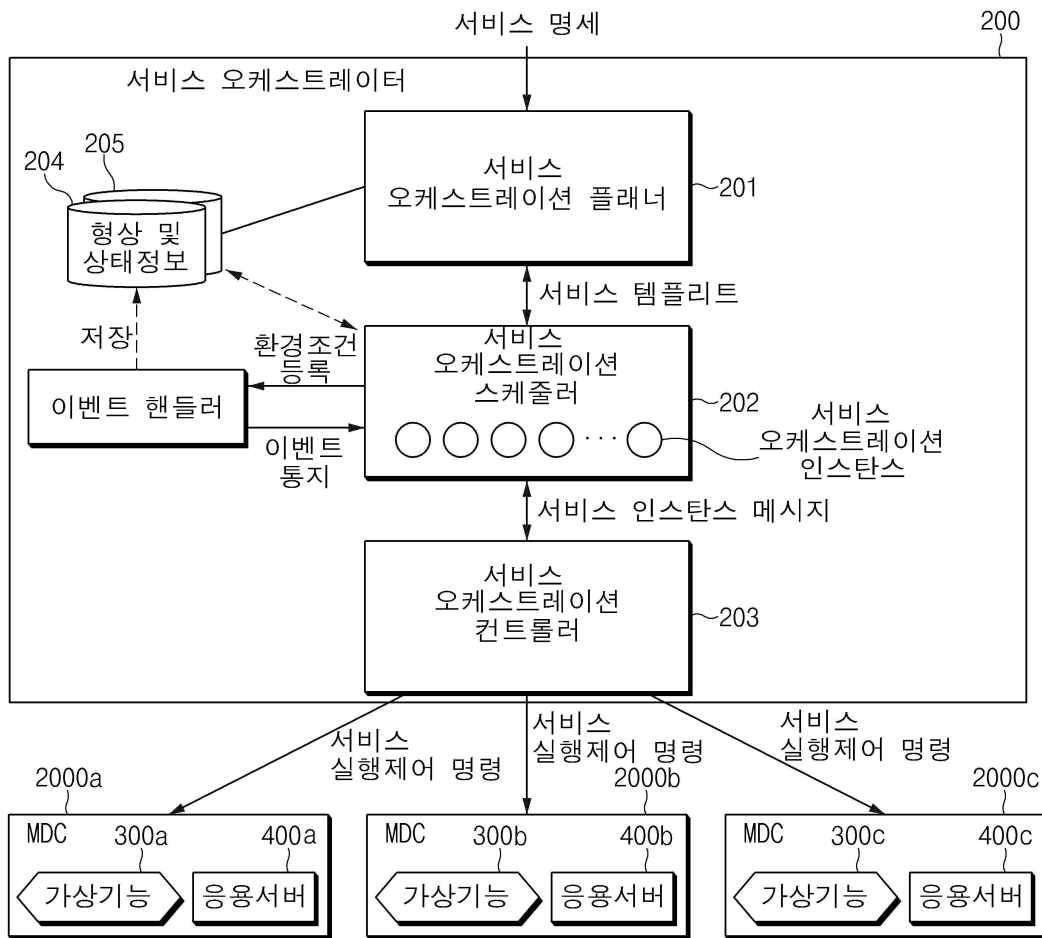 서비스 명세
200
서비스 오케스트레이터
205
204
서비스
오케스트레이션 플래너
201
형상 및
상태정보
서비스 템플리트
저장
환경조건
등록
서비스
오케스트레이션
스케줄러
202
이벤트 핸들러
이벤트
통지
···
서비스
오케스트레이션
인스탄스
서비스 인스탄스 메시지
서비스
오케스트레이션
컨트롤러
203
서비스
실행제어 명령
서비스
실행제어 명령
서비스
실행제어 명령
2000a
2000b
2000c
MDC
300a
400a
가상기능
응용서버
MDC
300b
400b
가상기능
응용서버
MDC
300c
400c
가상기능
응용서버